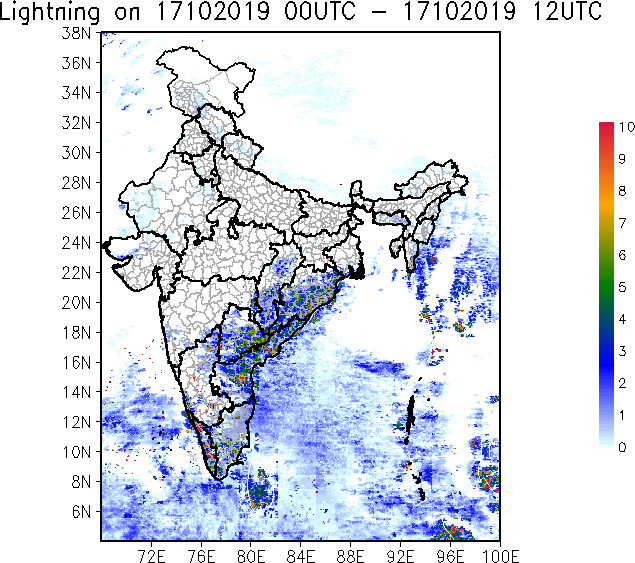 Lightning on 17102019 00UTC – 17102019 12UTC
38N
36N
34N
32N
30N
28N
26N
24N
22N
20N
18N
16N
14N
12N
10N
8N
6N
72E 76E 80E 84E 88E 92E 96E 100E
10
9
8
7
6
5
4
3
2
1
0